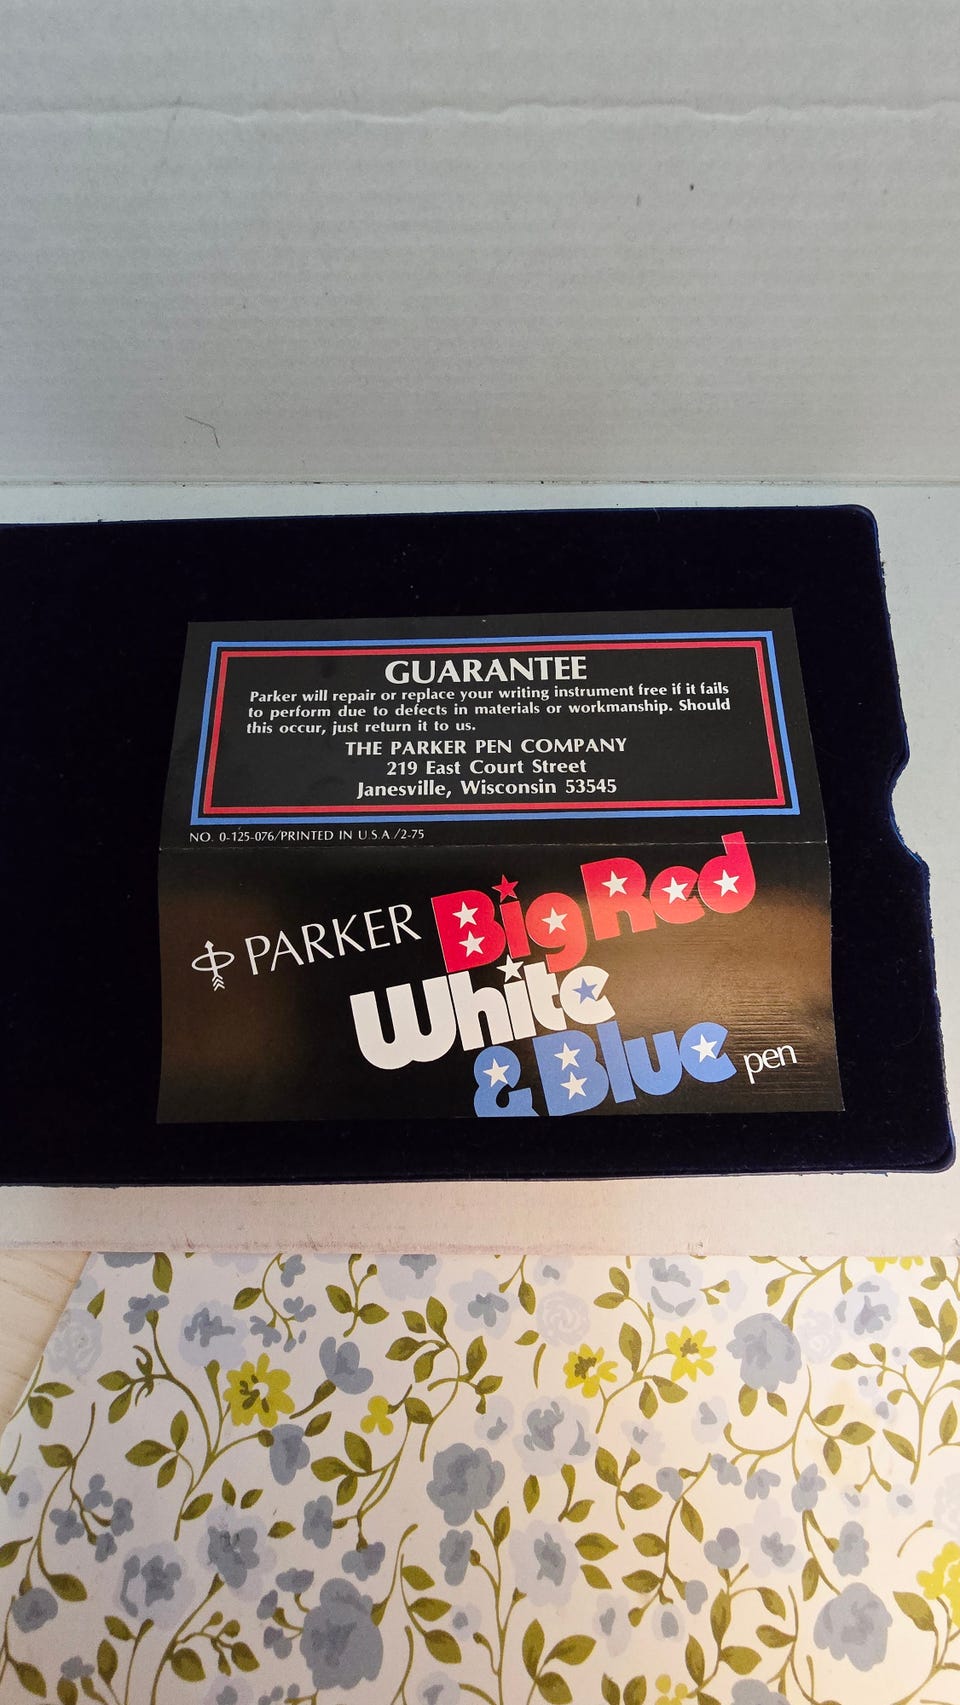 GUARANTEE
Parker will repair or replace your writing instrument free if it fails
to perform due to defects in materials or workmanship. Should
this occur, just return it to us.
THE PARKER PEN COMPANY
219 East Court Street
Janesville, Wisconsin 53545
NO. 0-125-076/PRINTED IN U.S.A./2-75
PARKER Big Red
White
& Blue pen